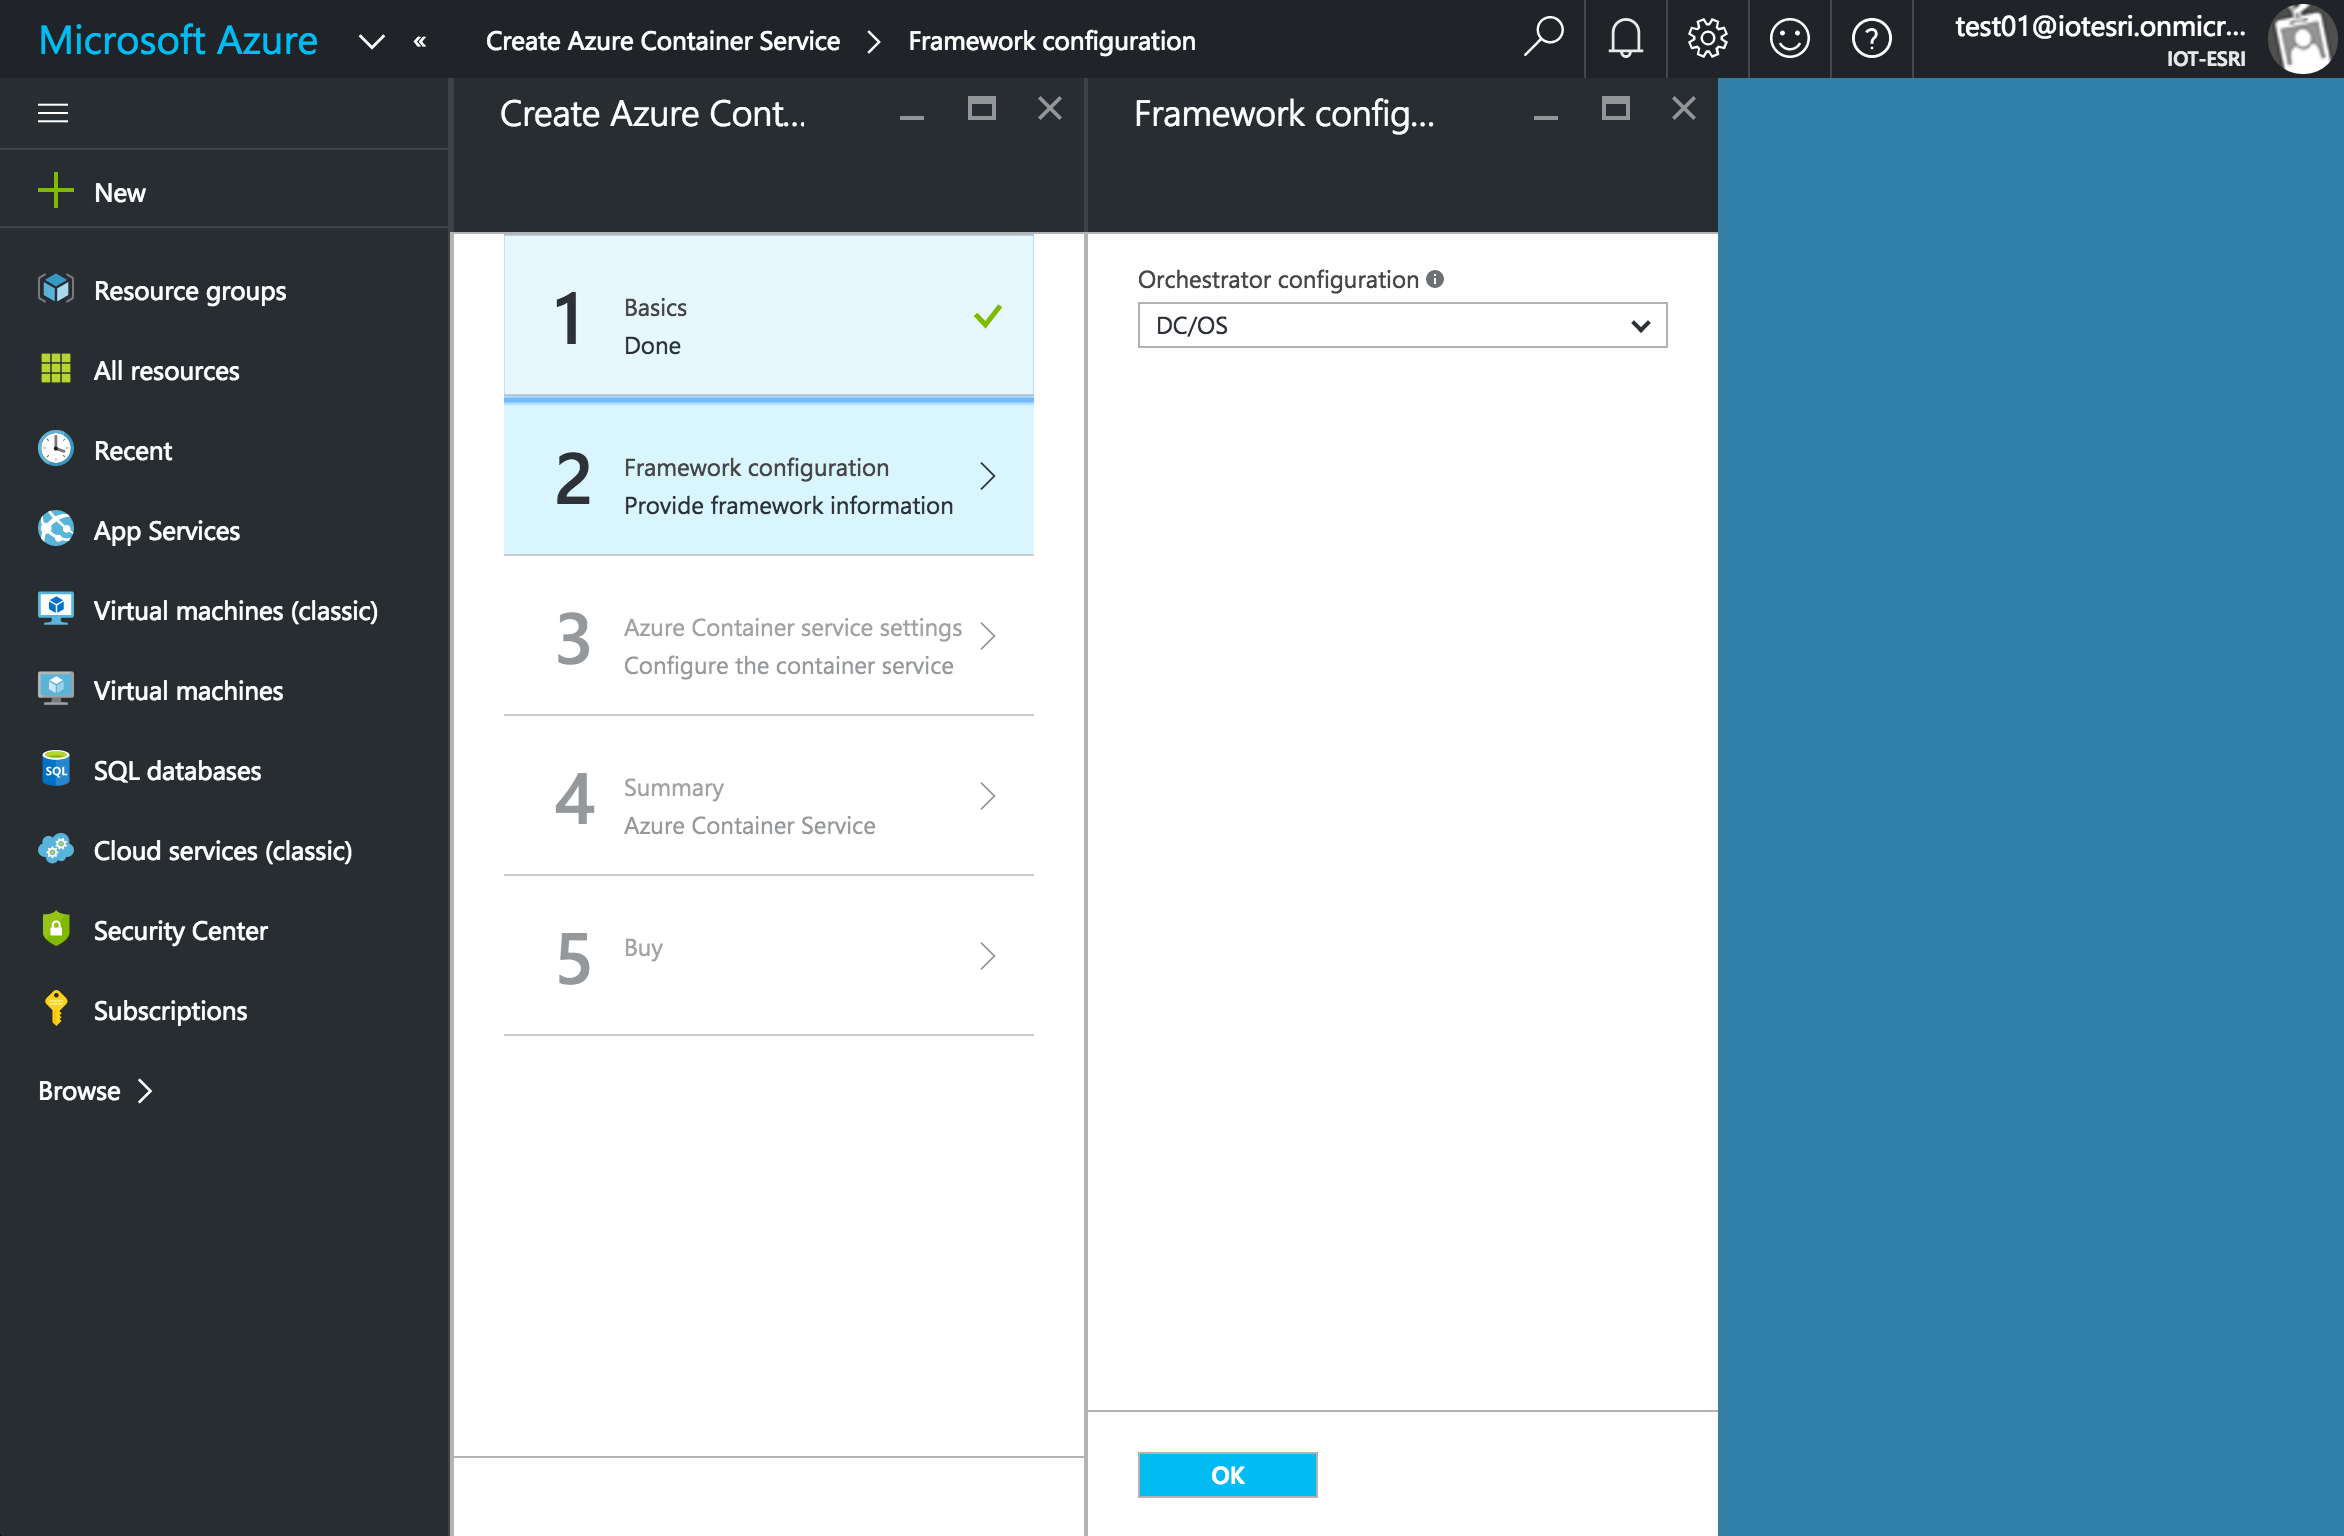 Microsoft Azure
«
Create Azure Container Service > Framework configuration
test01@iotesri.onmicr...
IOT-ESRI
New
Resource groups
All resources
Recent
App Services
Virtual machines (classic)
Virtual machines
SQL
SQL databases
Cloud services (classic)
Security Center
Subscriptions
Browse >
Create Azure Cont...
1
Basics
Done
2
Framework configuration
Provide framework information
3
Azure Container service settings
Configure the container service
4
Summary
Azure Container Service
5
Buy
Framework config...
Orchestrator configuration
DC/OS
OK